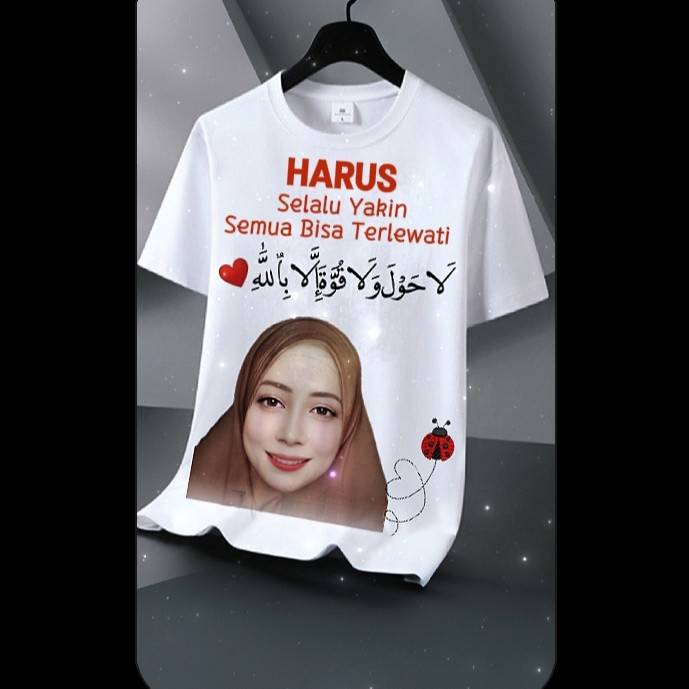 HARUS
Selalu Yakin
Semua Bisa Terlewati
لَا حَوْلَ وَلَا قُوَّةَ إِلَّا بِاللَّهِ